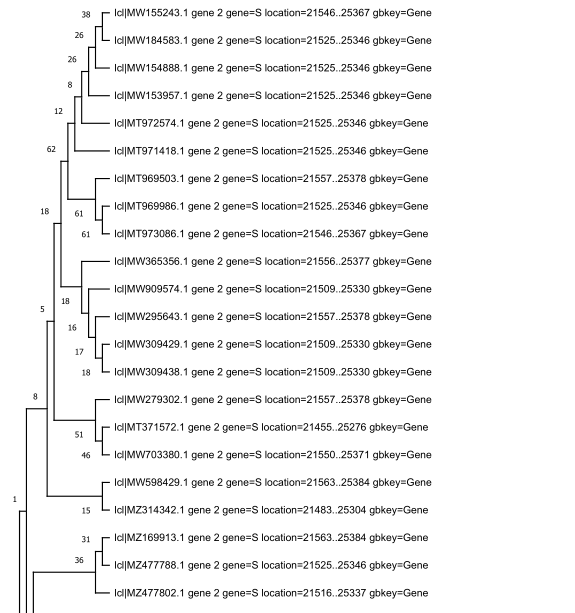 38
lcl|MW155243.1 gene 2 gene=S location=21546..25367 gbkey=Gene
26
lcl|MW184583.1 gene 2 gene=S location=21525..25346 gbkey=Gene
26
lcl|MW154888.1 gene 2 gene=S location=21525..25346 gbkey=Gene
8
lcl|MW153957.1 gene 2 gene=S location=21525..25346 gbkey=Gene
12
lcl|MT972574.1 gene 2 gene=S location=21525..25346 gbkey=Gene
62
lcl|MT971418.1 gene 2 gene=S location=21525..25346 gbkey=Gene
lcl|MT969503.1 gene 2 gene=S location=21557..25378 gbkey=Gene
18
61
lcl|MT969986.1 gene 2 gene=S location=21525..25346 gbkey=Gene
61
lcl|MT973086.1 gene 2 gene=S location=21546..25367 gbkey=Gene
lcl|MW365356.1 gene 2 gene=S location=21556..25377 gbkey=Gene
18
lcl|MW909574.1 gene 2 gene=S location=21509..25330 gbkey=Gene
5
16
lcl|MW295643.1 gene 2 gene=S location=21557..25378 gbkey=Gene
17
lcl|MW309429.1 gene 2 gene=S location=21509..25330 gbkey=Gene
18
lcl|MW309438.1 gene 2 gene=S location=21509..25330 gbkey=Gene
8
lcl|MW279302.1 gene 2 gene=S location=21557..25378 gbkey=Gene
51
lcl|MT371572.1 gene 2 gene=S location=21455..25276 gbkey=Gene
46
lcl|MW703380.1 gene 2 gene=S location=21550..25371 gbkey=Gene
lcl|MW598429.1 gene 2 gene=S location=21563..25384 gbkey=Gene
1
15
lcl|MZ314342.1 gene 2 gene=S location=21483..25304 gbkey=Gene
31
lcl|MZ169913.1 gene 2 gene=S location=21563..25384 gbkey=Gene
36
lcl|MZ477788.1 gene 2 gene=S location=21525..25346 gbkey=Gene
lcl|MZ477802.1 gene 2 gene=S location=21516..25337 gbkey=Gene